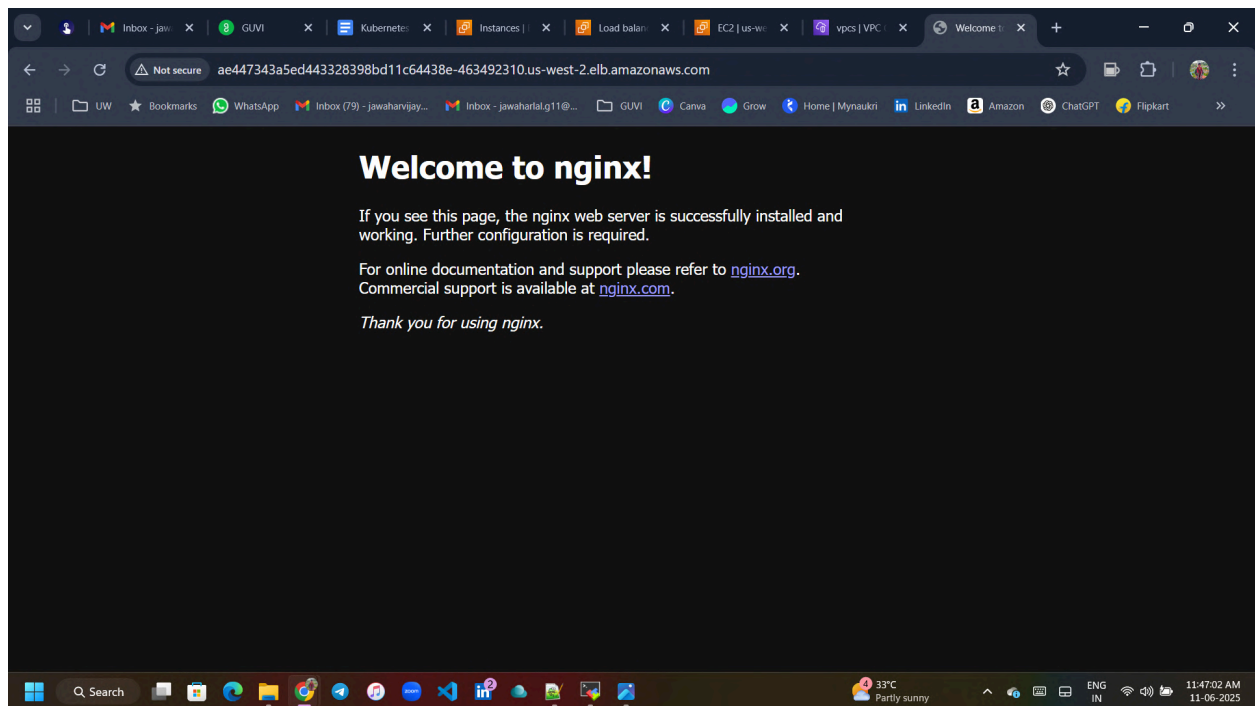 Inbox - jaw
GUVI
Kubernetes
Instances |
Load balan
EC2 | us-we
vpcs | VPC
Welcome t
Not secure
ae447343a5ed443328398bd11c64438e-463492310.us-west-2.elb.amazonaws.com
UW
Bookmarks
WhatsApp
Inbox (79) - jawaharvijay...
Inbox - jawaharlal.g11@...
GUVI
Canva
Grow
Home | Mynaukri
LinkedIn
Amazon
ChatGPT
Flipkart
Welcome to nginx!
If you see this page, the nginx web server is successfully installed and
working. Further configuration is required.
For online documentation and support please refer to nginx.org.
Commercial support is available at nginx.com.
Thank you for using nginx.
Search
zoom
2
4
33°C
Partly sunny
ENG
IN
11:47:02 AM
11-06-2025